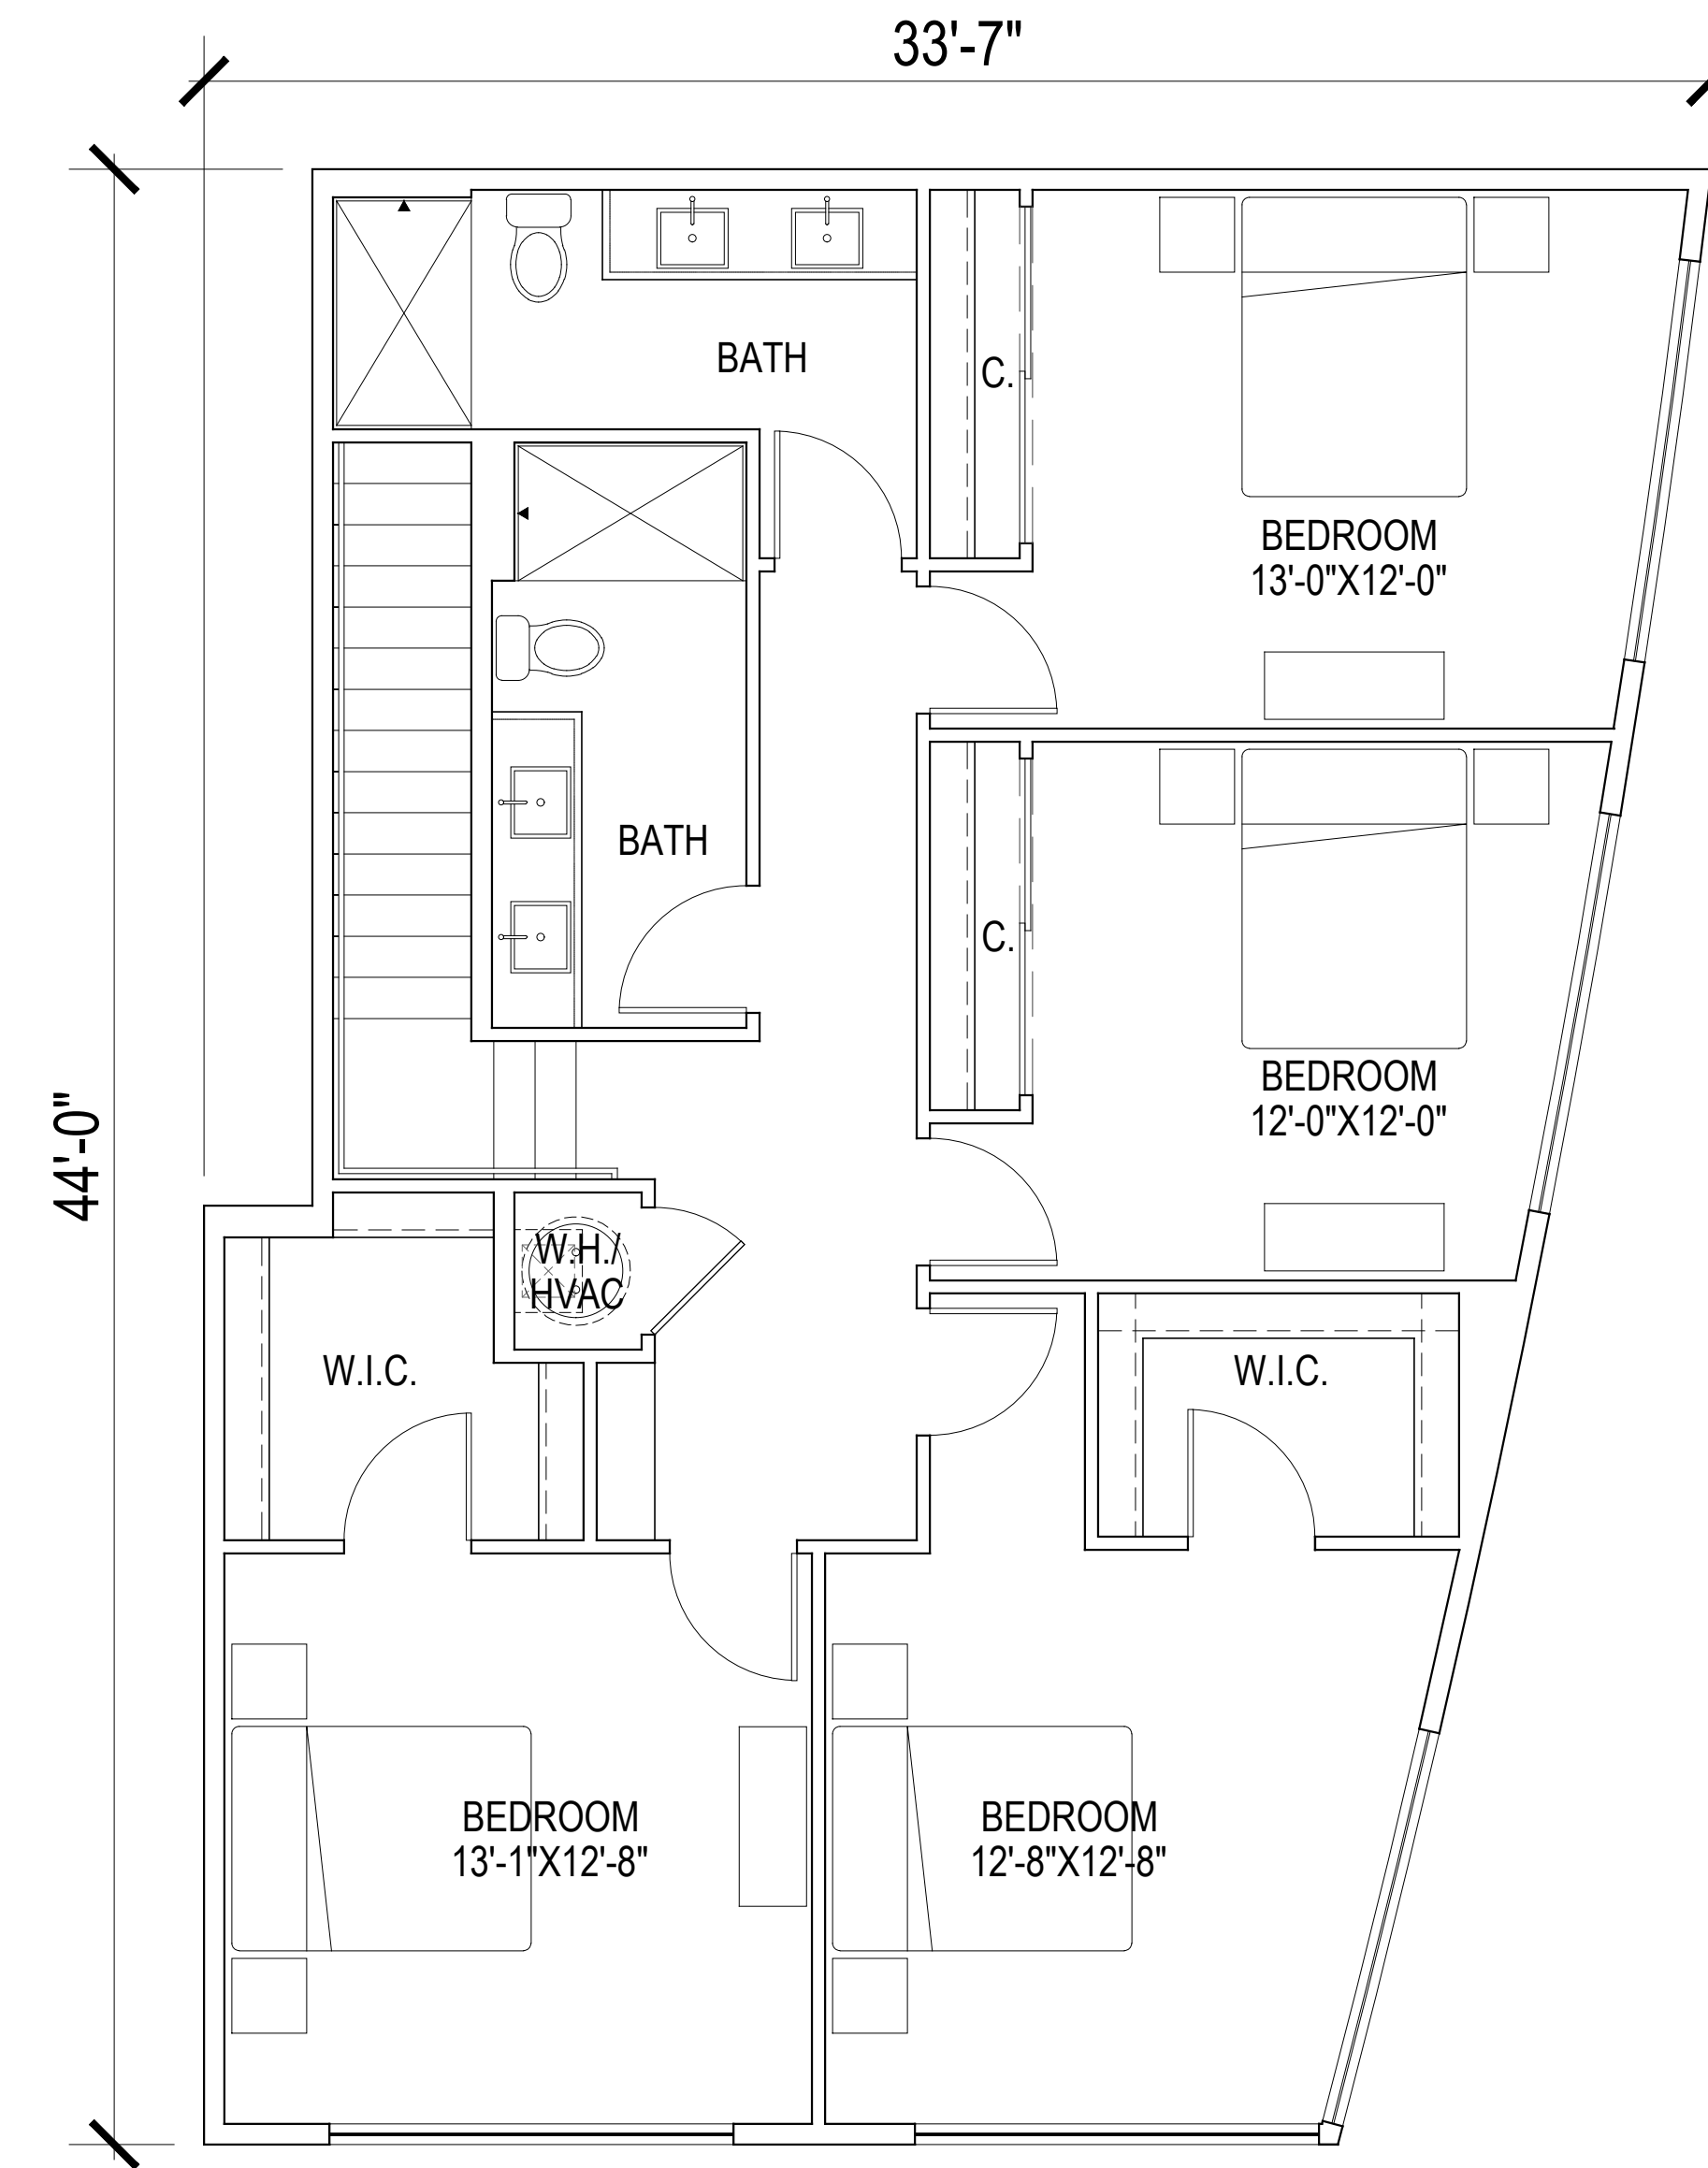 33'-7"
BATH
C.
BEDROOM
13'-0"X12'-0"
BATH
C.
BEDROOM
12'-0"X12'-0"
44'-0"
W.H./
HVAC
W.I.C.
W.I.C.
BEDROOM
13'-1"X12'-8"
BEDROOM
12'-8"X12'-8"